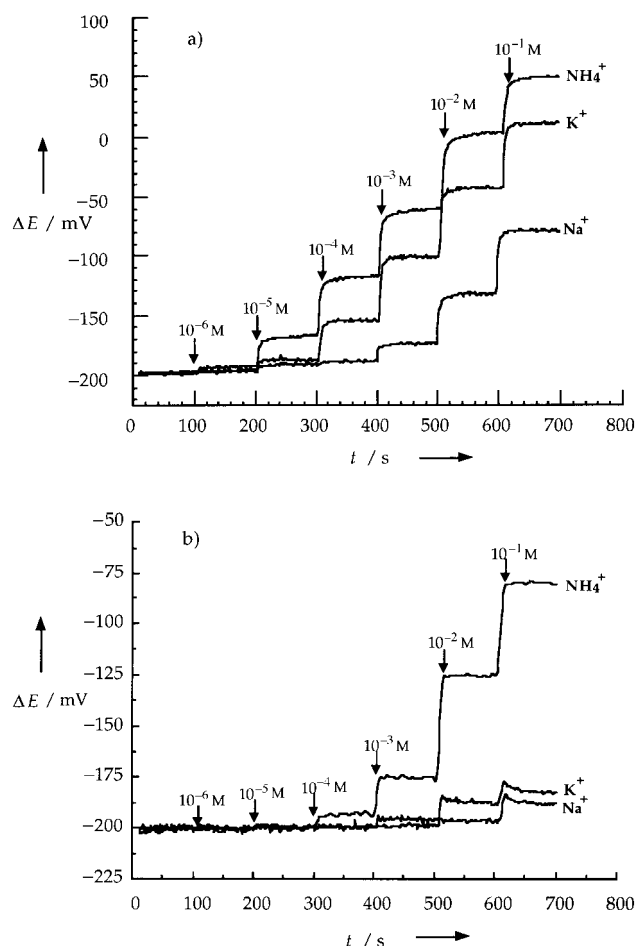 a)
100
50
0
−50
−100
−150
−200
ΔE / mV
10⁻⁶ M
10⁻⁵ M
10⁻⁴ M
10⁻³ M
10⁻² M
10⁻¹ M
NH4⁺
K⁺
Na⁺
0 100 200 300 400 500 600 700 800
t / s
b)
−50
−75
−100
−125
−150
−175
−200
−225
ΔE / mV
10⁻⁶ M
10⁻⁵ M
10⁻⁴ M
10⁻³ M
10⁻² M
10⁻¹ M
NH4⁺
K⁺
Na⁺
0 100 200 300 400 500 600 700 800
t / s